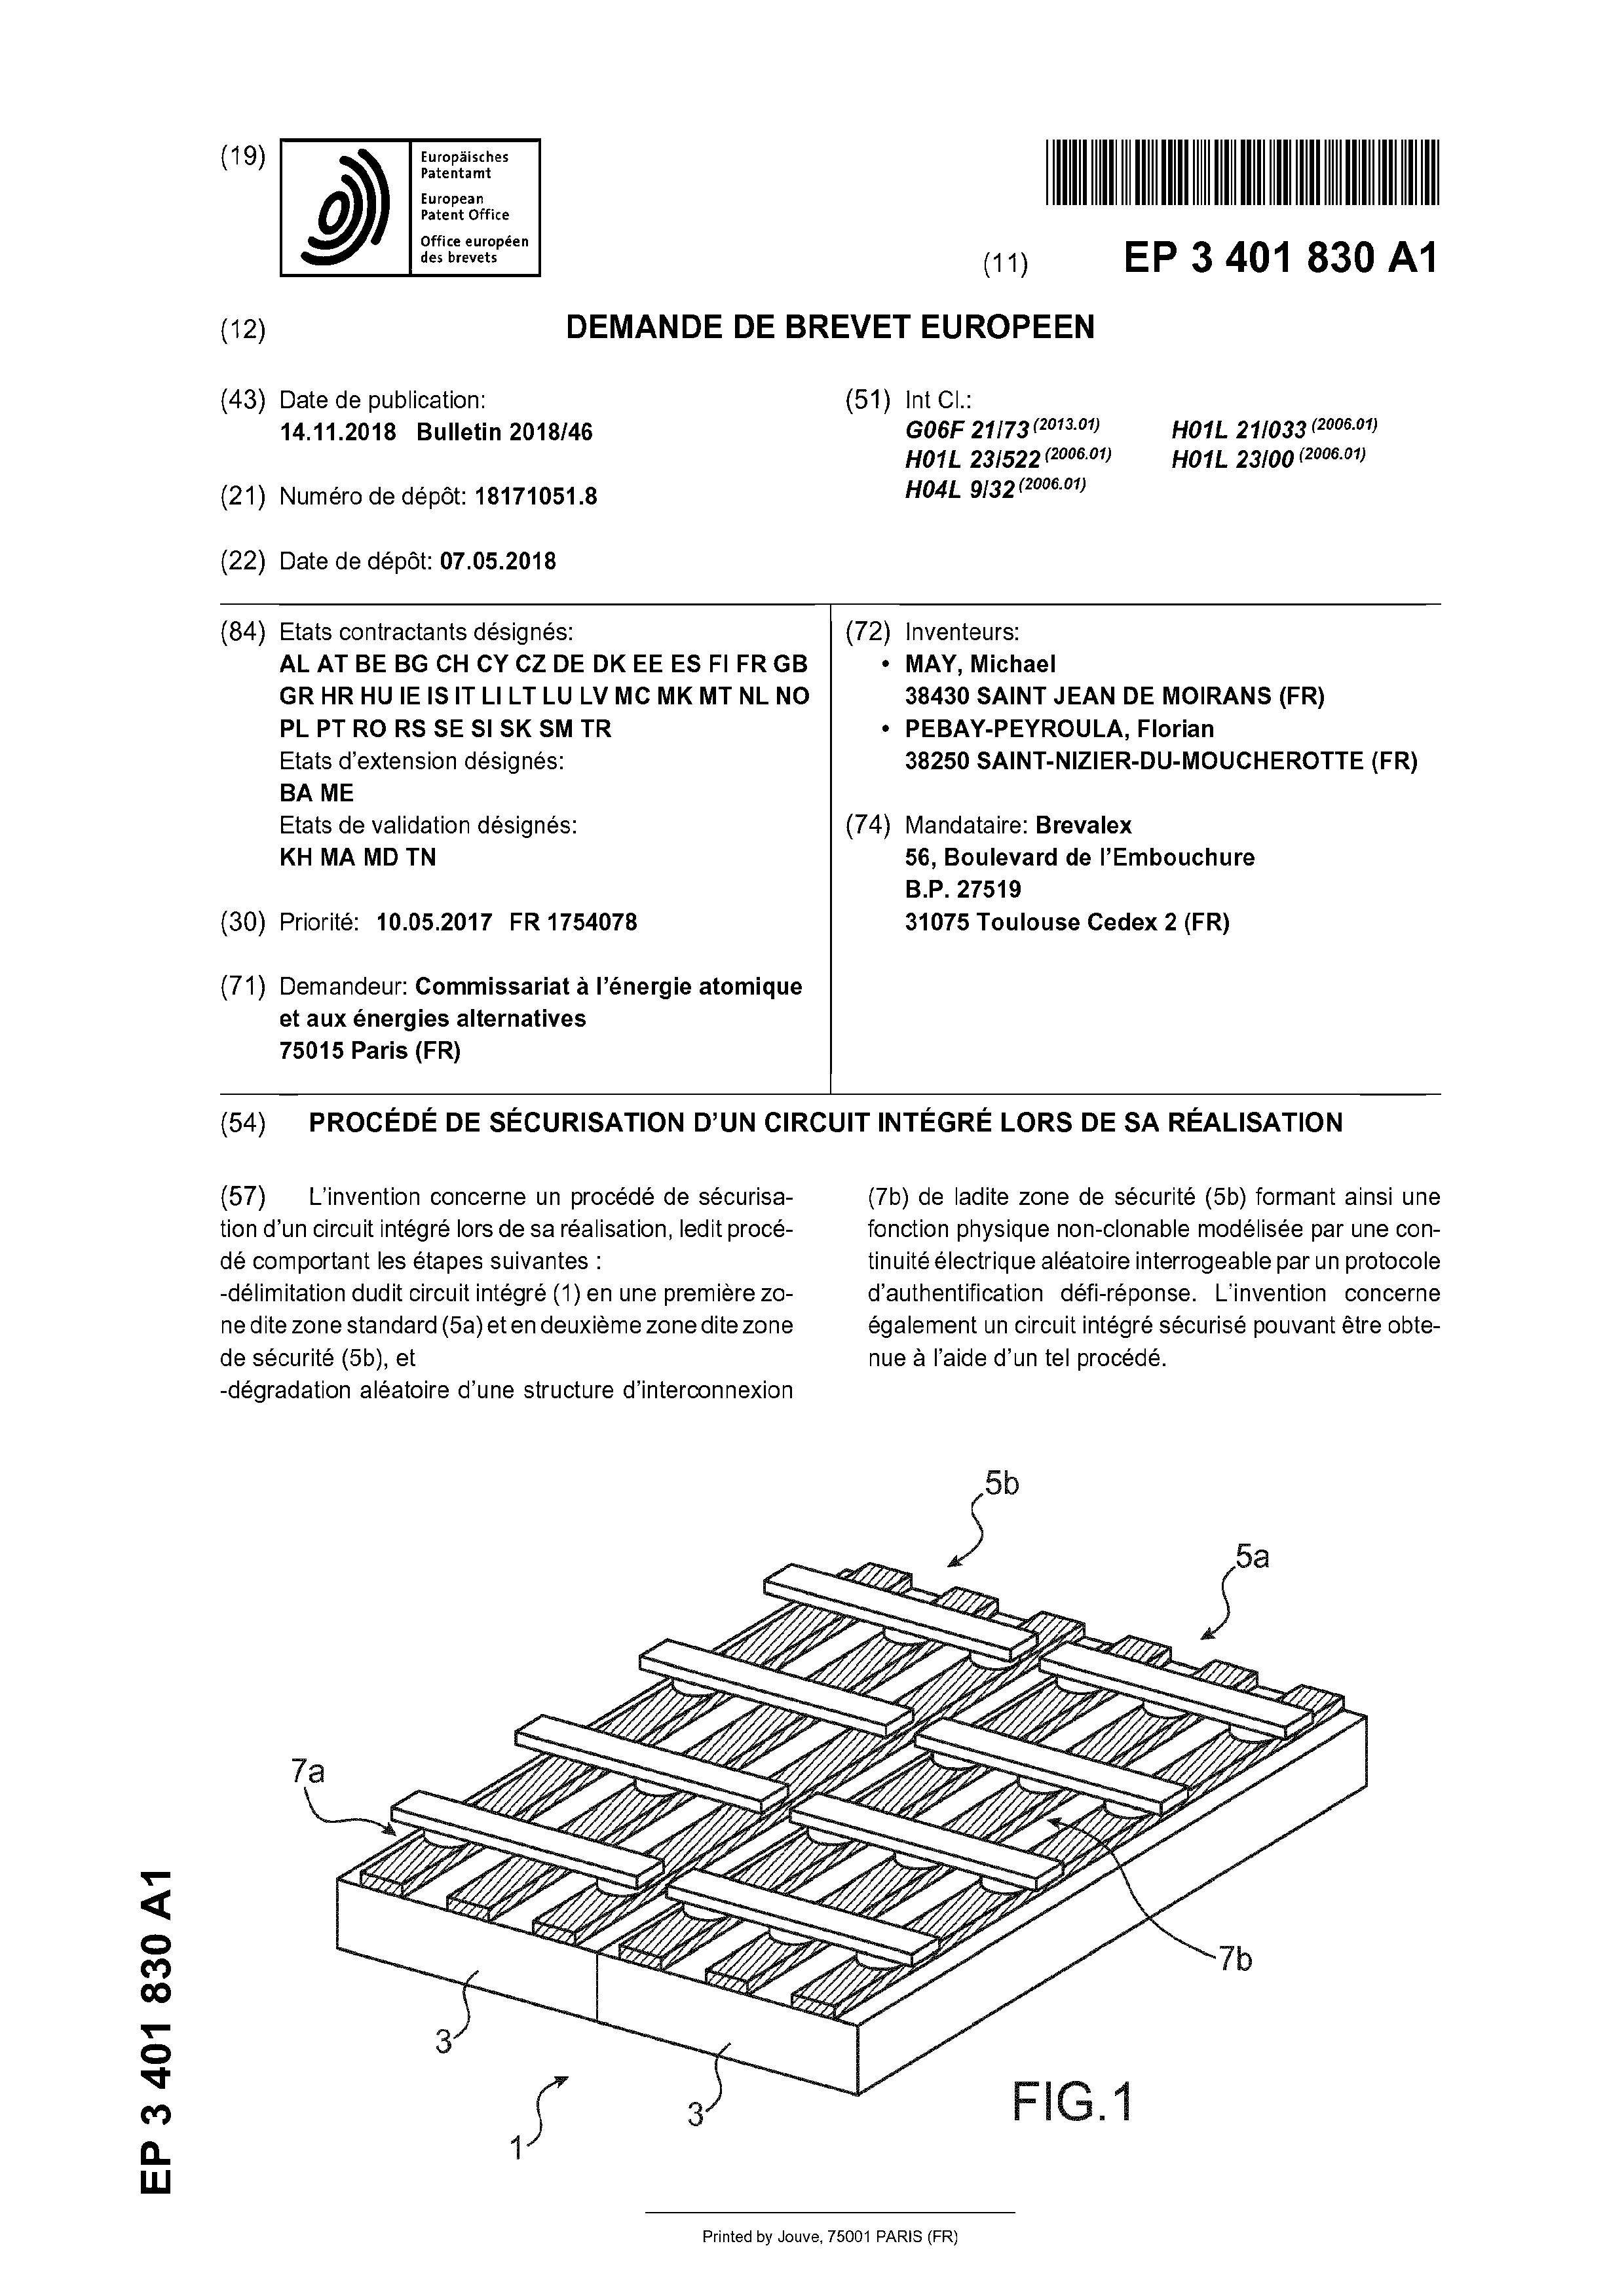 (19)
Europäisches
Patentamt
European
Patent Office
Office européen
des brevets
(11) EP 3 401 830 A1
(12) DEMANDE DE BREVET EUROPEEN
(43) Date de publication:
14.11.2018 Bulletin 2018/46
(21) Numéro de dépôt: 18171051.8
(22) Date de dépôt: 07.05.2018
(51) Int Cl.:
G06F 21/73 (2013.01) H01L 21/033 (2006.01)
H01L 23/522 (2006.01) H01L 23/00 (2006.01)
H04L 9/32 (2006.01)
(84) Etats contractants désignés:
AL AT BE BG CH CY CZ DE DK EE ES FI FR GB
GR HR HU IE IS IT LI LT LU LV MC MK MT NL NO
PL PT RO RS SE SI SK SM TR
Etats d'extension désignés:
BA ME
Etats de validation désignés:
KH MA MD TN
(30) Priorité: 10.05.2017 FR 1754078
(71) Demandeur: Commissariat à l'énergie atomique
et aux énergies alternatives
75015 Paris (FR)
(72) Inventeurs:
• MAY, Michael
38430 SAINT JEAN DE MOIRANS (FR)
• PEBAY-PEYROULA, Florian
38250 SAINT-NIZIER-DU-MOUCHEROTTE (FR)
(74) Mandataire: Brevalex
56, Boulevard de l'Embouchure
B.P. 27519
31075 Toulouse Cedex 2 (FR)
(54) PROCÉDÉ DE SÉCURISATION D'UN CIRCUIT INTÉGRÉ LORS DE SA RÉALISATION
(57) L'invention concerne un procédé de sécurisa-
tion d'un circuit intégré lors de sa réalisation, ledit procé-
dé comportant les étapes suivantes :
-délimitation dudit circuit intégré (1) en une première zo-
ne dite zone standard (5a) et en deuxième zone dite zone
de sécurité (5b), et
-dégradation aléatoire d'une structure d'interconnexion
(7b) de ladite zone de sécurité (5b) formant ainsi une
fonction physique non-clonable modélisée par une con-
tinuité électrique aléatoire interrogeable par un protocole
d'authentification défi-réponse. L'invention concerne
également un circuit intégré sécurisé pouvant être obte-
nue à l'aide d'un tel procédé.
5b
5a
7a
7b
3
3
1
FIG.1
EP 3 401 830 A1
Printed by Jouve, 75001 PARIS (FR)